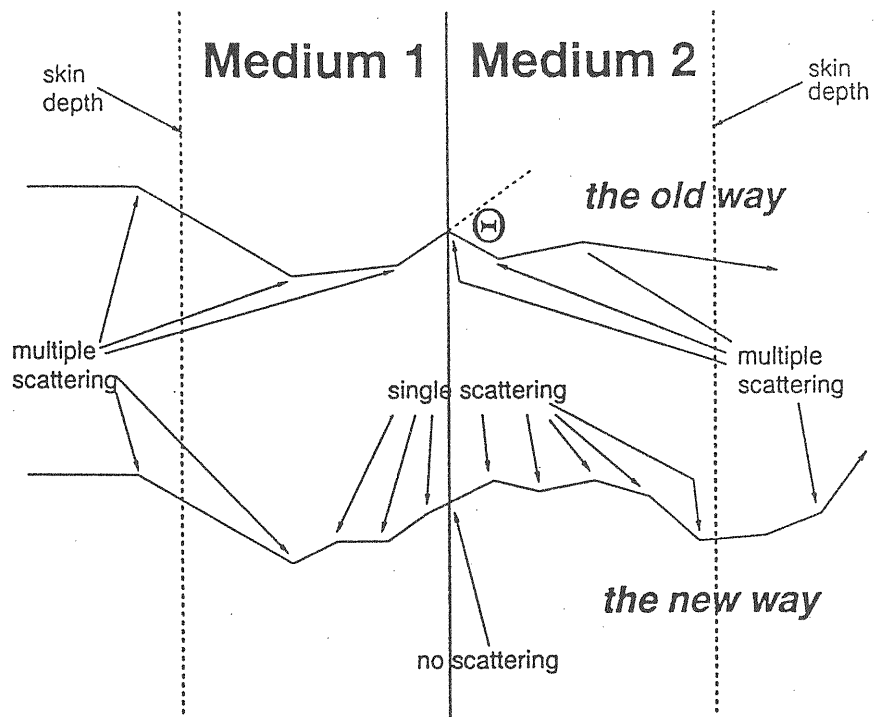 Medium 1
Medium 2
skin
depth
skin
depth
the old way
Θ
multiple
scattering
multiple
scattering
single scattering
the new way
no scattering